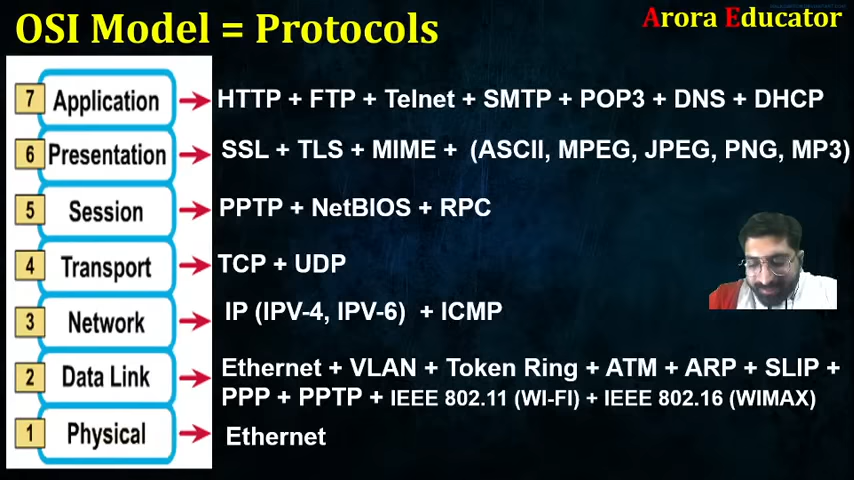 OSI Model = Protocols
Arora Educator
7 Application HTTP + FTP + Telnet + SMTP + POP3 + DNS + DHCP
6 Presentation SSL + TLS + MIME + (ASCII, MPEG, JPEG, PNG, MP3)
5 Session PPTP + NetBIOS + RPC
4 Transport TCP + UDP
3 Network IP (IPV-4, IPV-6) + ICMP
2 Data Link Ethernet + VLAN + Token Ring + ATM + ARP + SLIP +
PPP + PPTP + IEEE 802.11 (WI-FI) + IEEE 802.16 (WIMAX)
1 Physical Ethernet